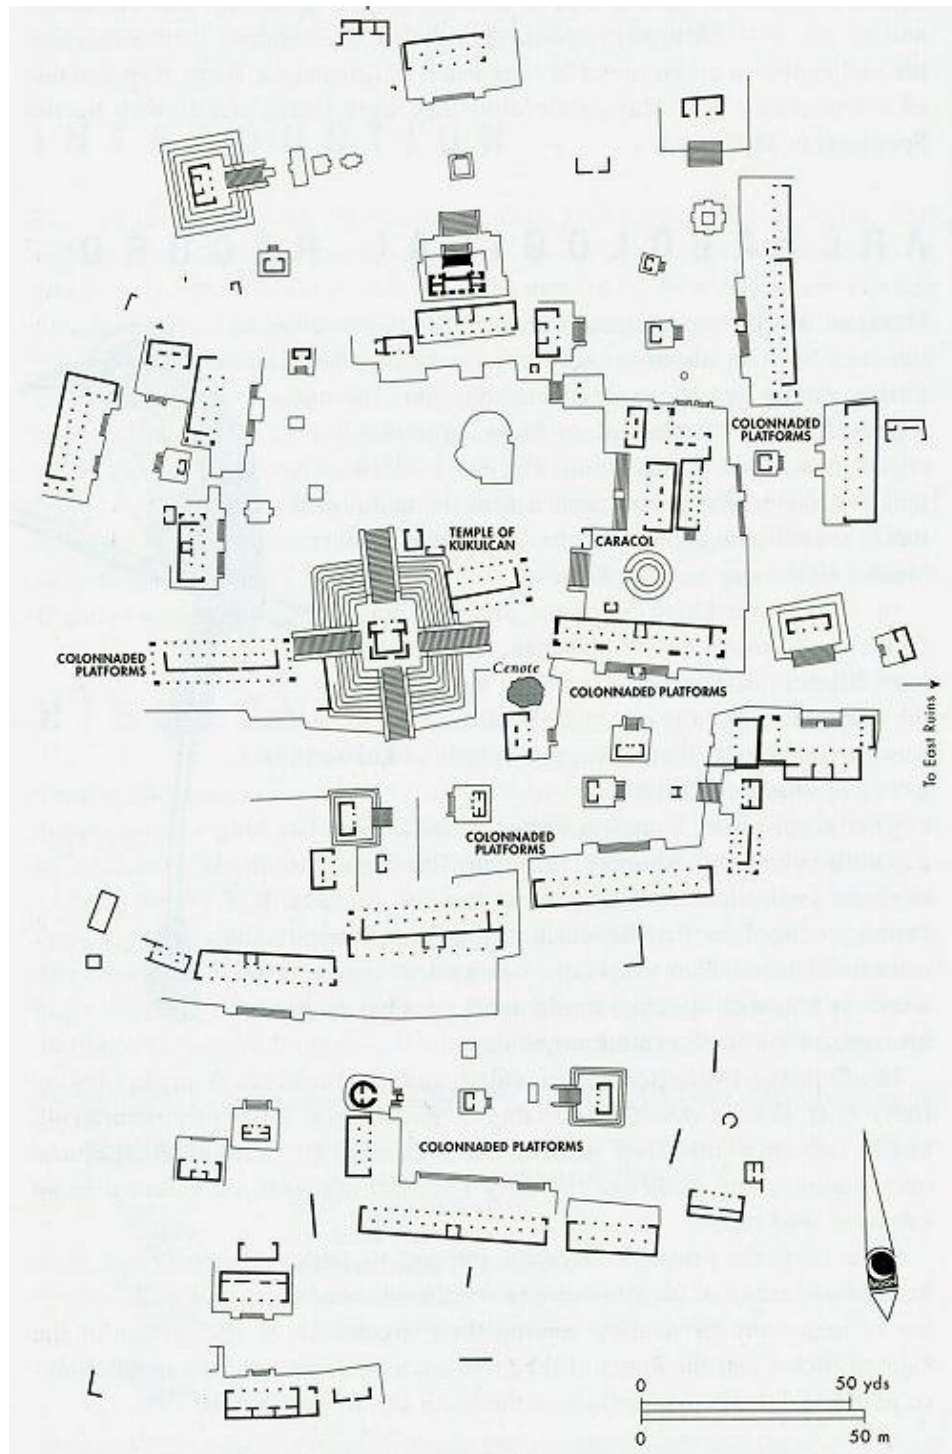 COLONNADED
PLATFORMS
TEMPLE OF
KUKULCAN
CARACOL
COLONNADED
PLATFORMS
Cenote
COLONNADED PLATFORMS
To East Ruins
COLONNADED
PLATFORMS
COLONNADED PLATFORMS
0 50 yds
0 50 m